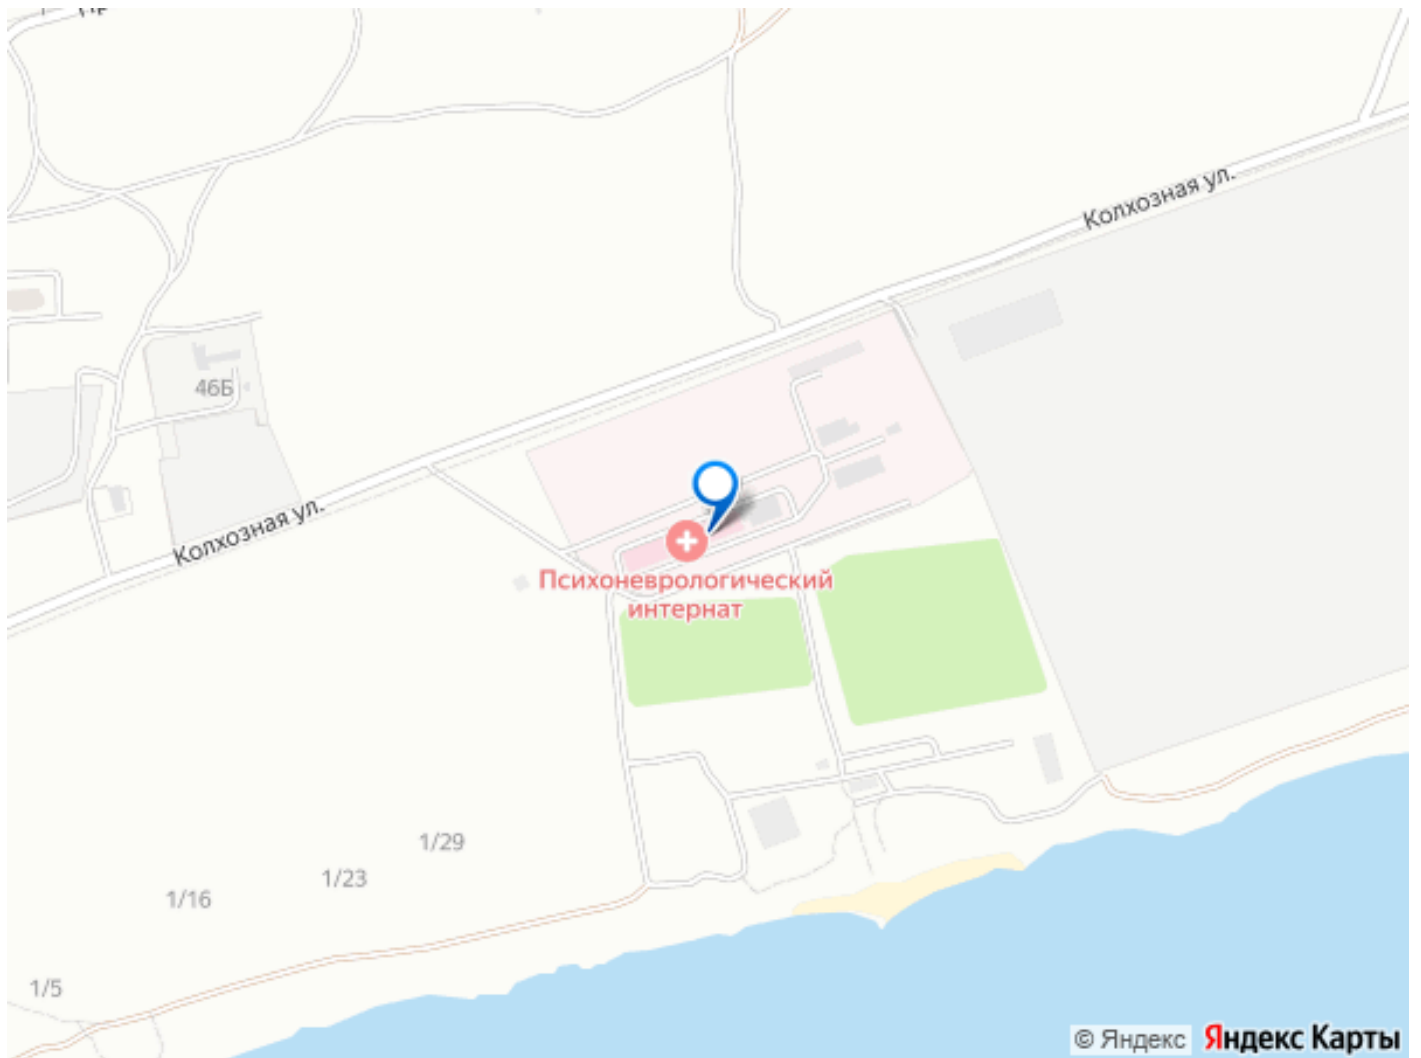 Колхозная ул.
46Б
Колхозная ул.
Психоневрологический
интернат
1/29
1/23
1/16
1/5
© Яндекс Яндекс Карты